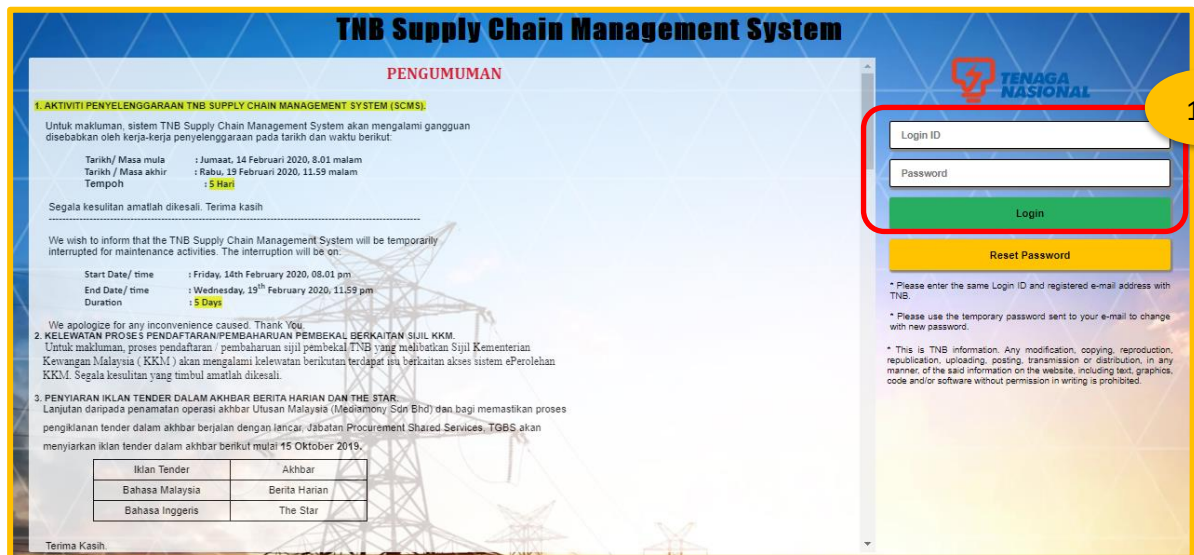 TNB Supply Chain Management System
PENGUMUMAN
1. AKTIVITI PENYELENGGARAAN TNB SUPPLY CHAIN MANAGEMENT SYSTEM (SCMS).
Untuk makluman, sistem TNB Supply Chain Management System akan mengalami gangguan
disebabkan oleh kerja-kerja penyelenggaraan pada tarikh dan waktu berikut:
Tarikh/ Masa mula : Jumaat, 14 Februari 2020, 8.01 malam
Tarikh / Masa akhir : Rabu, 19 Februari 2020, 11.59 malam
Tempoh : 5 Hari
Segala kesulitan amatlah dikesali. Terima kasih
We wish to inform that the TNB Supply Chain Management System will be temporarily
interrupted for maintenance activities. The interruption will be on:
Start Date/ time : Friday, 14th February 2020, 08.01 pm
End Date/ time : Wednesday, 19th February 2020, 11.59 pm
Duration : 5 Days
We apologize for any inconvenience caused. Thank You.
2. KELEWATAN PROSES PENDAFTARAN/PEMBAHARUAN PEMBEKAL BERKAITAN SIJIL KKM.
Untuk makluman, proses pendaftaran / pembaharuan sijil pembekal TNB yang melibatkan Sijil Kementerian
Kewangan Malaysia ( KKM ) akan mengalami kelewatan berikutan terdapat isu berkaitan akses sistem ePerolehan
KKM. Segala kesulitan yang timbul amatlah dikesali.
3. PENYIARAN IKLAN TENDER DALAM AKHBAR BERITA HARIAN DAN THE STAR.
Lanjutan daripada penamatan operasi akhbar Utusan Malaysia (Mediamony Sdn Bhd) dan bagi memastikan proses
pengiklanan tender dalam akhbar berjalan dengan lancar, Jabatan Procurement Shared Services, TGBS akan
menyiarkan iklan tender dalam akhbar berikut mulai 15 Oktober 2019.
Iklan Tender Akhbar
Bahasa Malaysia Berita Harian
Bahasa Inggeris The Star
Terima Kasih.
TENAGA
NASIONAL
1
Login ID
Password
Login
Reset Password
* Please enter the same Login ID and registered e-mail address with
TNB.
* Please use the temporary password sent to your e-mail to change
with new password.
* This is TNB information. Any modification, copying, reproduction,
republication, uploading, posting, transmission or distribution, in any
manner, of the said information on the website, including text, graphics,
code and/or software without permission in writing is prohibited.